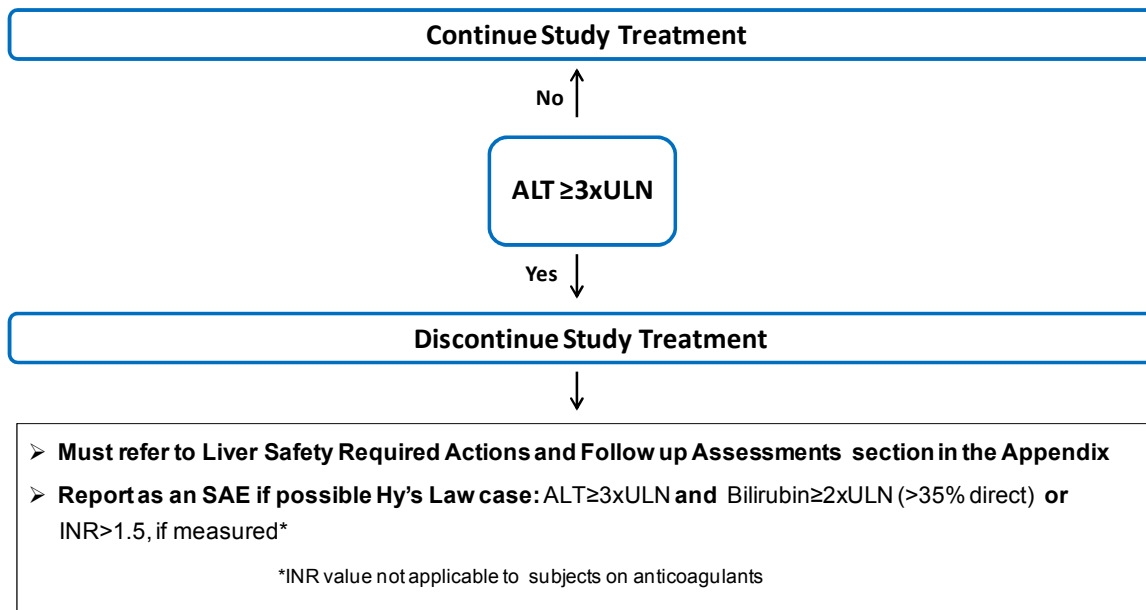 Continue Study Treatment
No
ALT ≥3xULN
Yes
Discontinue Study Treatment
➢ Must refer to Liver Safety Required Actions and Follow up Assessments section in the Appendix
➢ Report as an SAE if possible Hy's Law case: ALT≥3xULN and Bilirubin≥2xULN (>35% direct) or
INR>1.5, if measured*
*INR value not applicable to subjects on anticoagulants